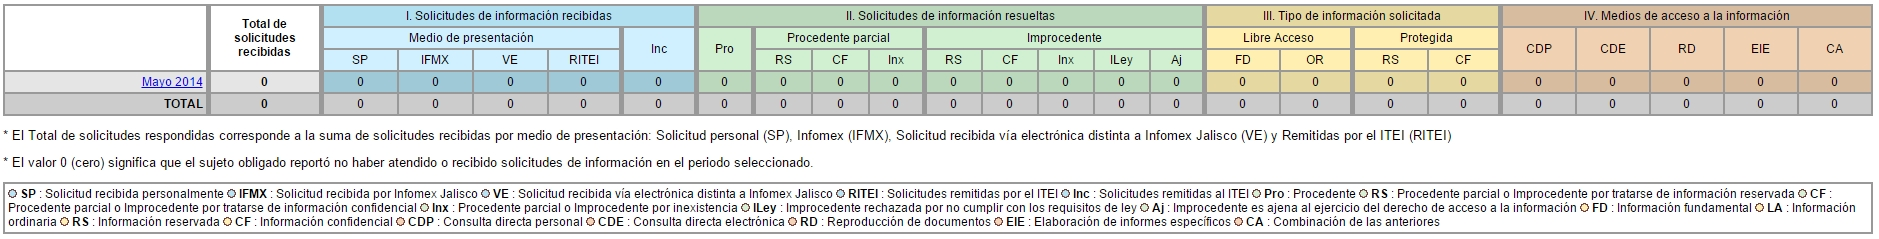 Total de solicitudes recibidas
I. Solicitudes de información recibidas
II. Solicitudes de información resueltas
III. Tipo de información solicitada
IV. Medios de acceso a la información
Medio de presentación
Inc
Pro
Procedente parcial
Improcedente
Libre Acceso
Protegida
CDP CDE RD EIE CA
SP IFMX VE RITEI
RS CF Inx
RS CF Inx ILey Aj
FD OR
RS CF
Mayo 2014 0 0 0 0 0 0 0 0 0 0 0 0 0 0 0 0 0 0 0 0 0 0 0 0
TOTAL 0 0 0 0 0 0 0 0 0 0 0 0 0 0 0 0 0 0 0 0 0 0 0 0
* El Total de solicitudes respondidas corresponde a la suma de solicitudes recibidas por medio de presentación: Solicitud personal (SP), Infomex (IFMX), Solicitud recibida vía electrónica distinta a Infomex Jalisco (VE) y Remitidas por el ITEI (RITEI)
* El valor 0 (cero) significa que el sujeto obligado reportó no haber atendido o recibido solicitudes de información en el periodo seleccionado.
SP : Solicitud recibida personalmente IFMX : Solicitud recibida por Infomex Jalisco VE : Solicitud recibida vía electrónica distinta a Infomex Jalisco RITEI : Solicitudes remitidas por el ITEI Inc : Solicitudes remitidas al ITEI Pro : Procedente RS : Procedente parcial o Improcedente por tratarse de información reservada CF :
Procedente parcial o Improcedente por tratarse de información confidencial Inx : Procedente parcial o Improcedente por inexistencia ILey : Improcedente rechazada por no cumplir con los requisitos de ley Aj : Improcedente es ajena al ejercicio del derecho de acceso a la información FD : Información fundamental LA : Información
ordinaria RS : Información reservada CF : Información confidencial CDP : Consulta directa personal CDE : Consulta directa electrónica RD : Reproducción de documentos EIE : Elaboración de informes específicos CA : Combinación de las anteriores